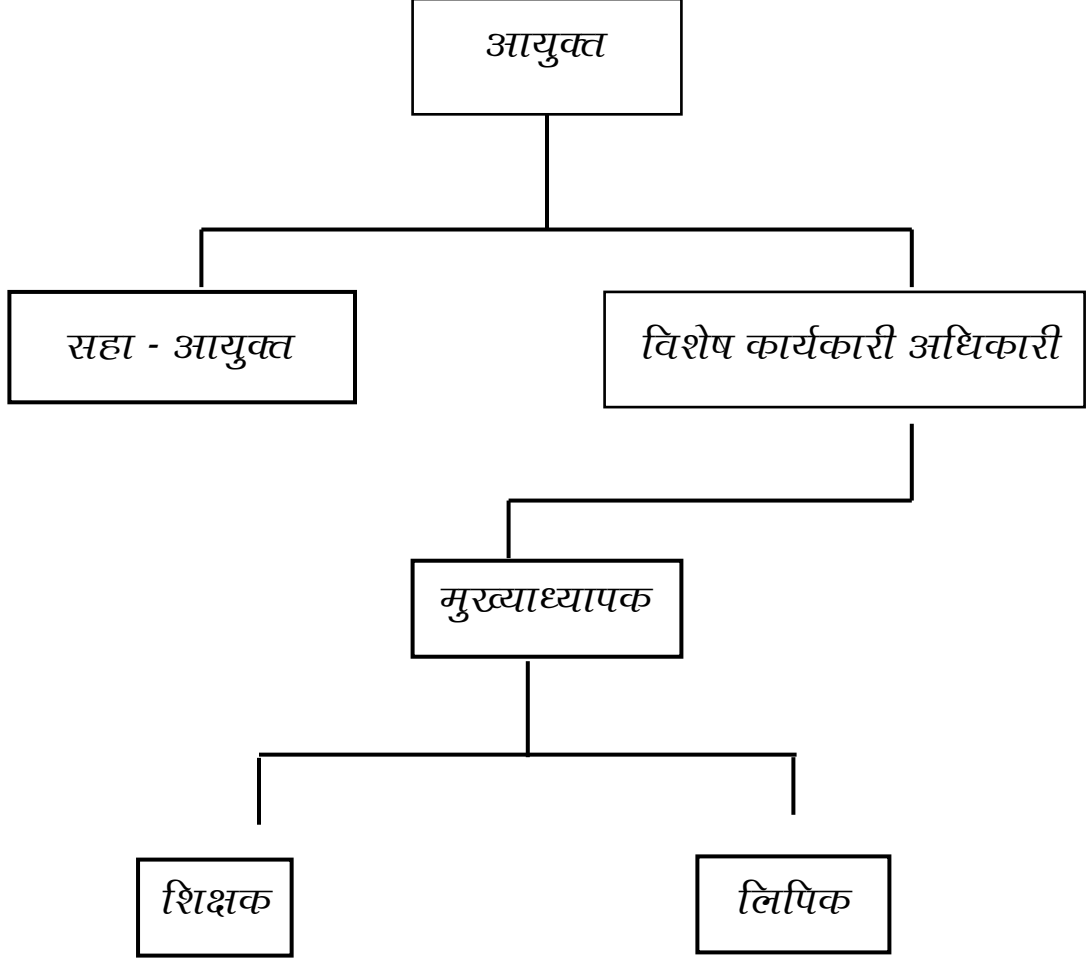 आयुक्त
सहा - आयुक्त
विशेष कार्यकारी अधिकारी
मुख्याध्यापक
शिक्षक
लिपिक